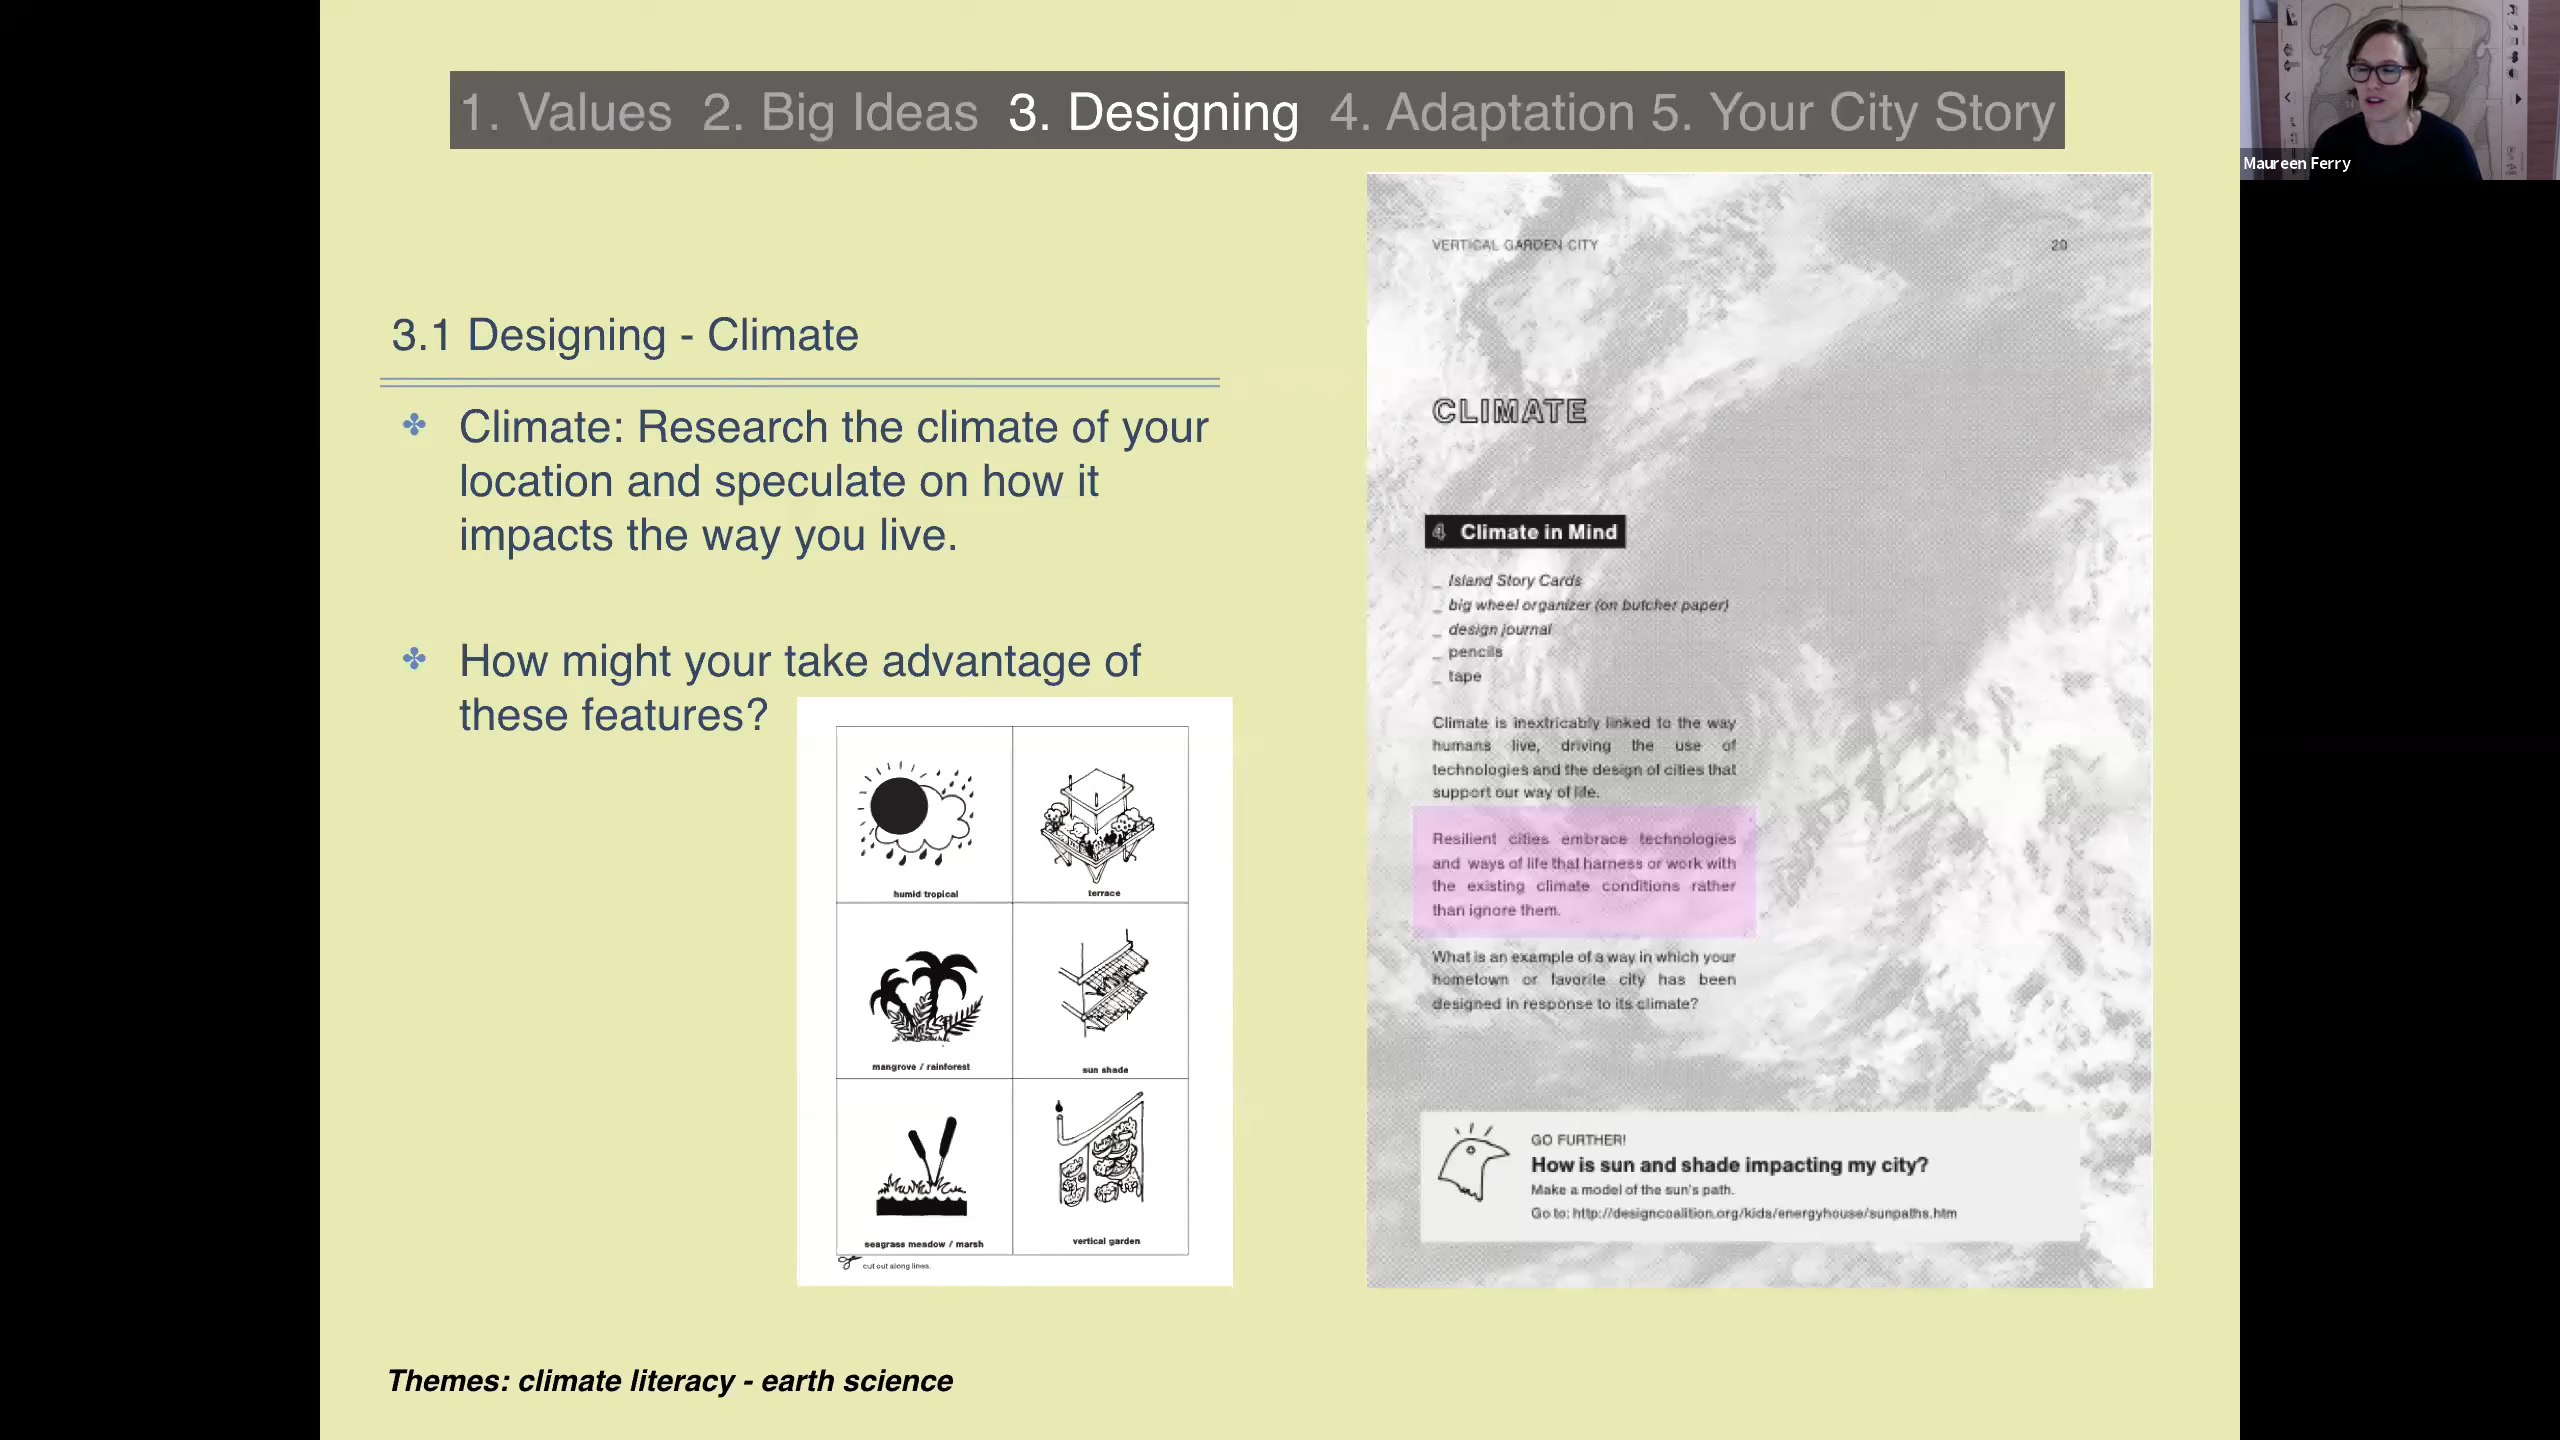 1. Values 2. Big Ideas 3. Designing 4. Adaptation 5. Your City Story
Maureen Ferry
3.1 Designing - Climate
Climate: Research the climate of your
location and speculate on how it
impacts the way you live.
How might your take advantage of
these features?
humid tropical
terrace
mangrove / rainforest
sun shade
seagrass meadow / marsh
vertical garden
cut out along lines.
Themes: climate literacy - earth science
VERTICAL GARDEN CITY
20
CLIMATE
4 Climate in Mind
_ Island Story Cards
_ big wheel organizer (on butcher paper)
_ design journal
_ pencils
_ tape
Climate is inextricably linked to the way
humans live, driving the use of
technologies and the design of cities that
support our way of life.
Resilient cities embrace technologies
and ways of life that harness or work with
the existing climate conditions rather
than ignore them.
What is an example of a way in which your
hometown or favorite city has been
designed in response to its climate?
GO FURTHER!
How is sun and shade impacting my city?
Make a model of the sun's path.
Go to: http://designcoalition.org/kids/energyhouse/sunpaths.htm